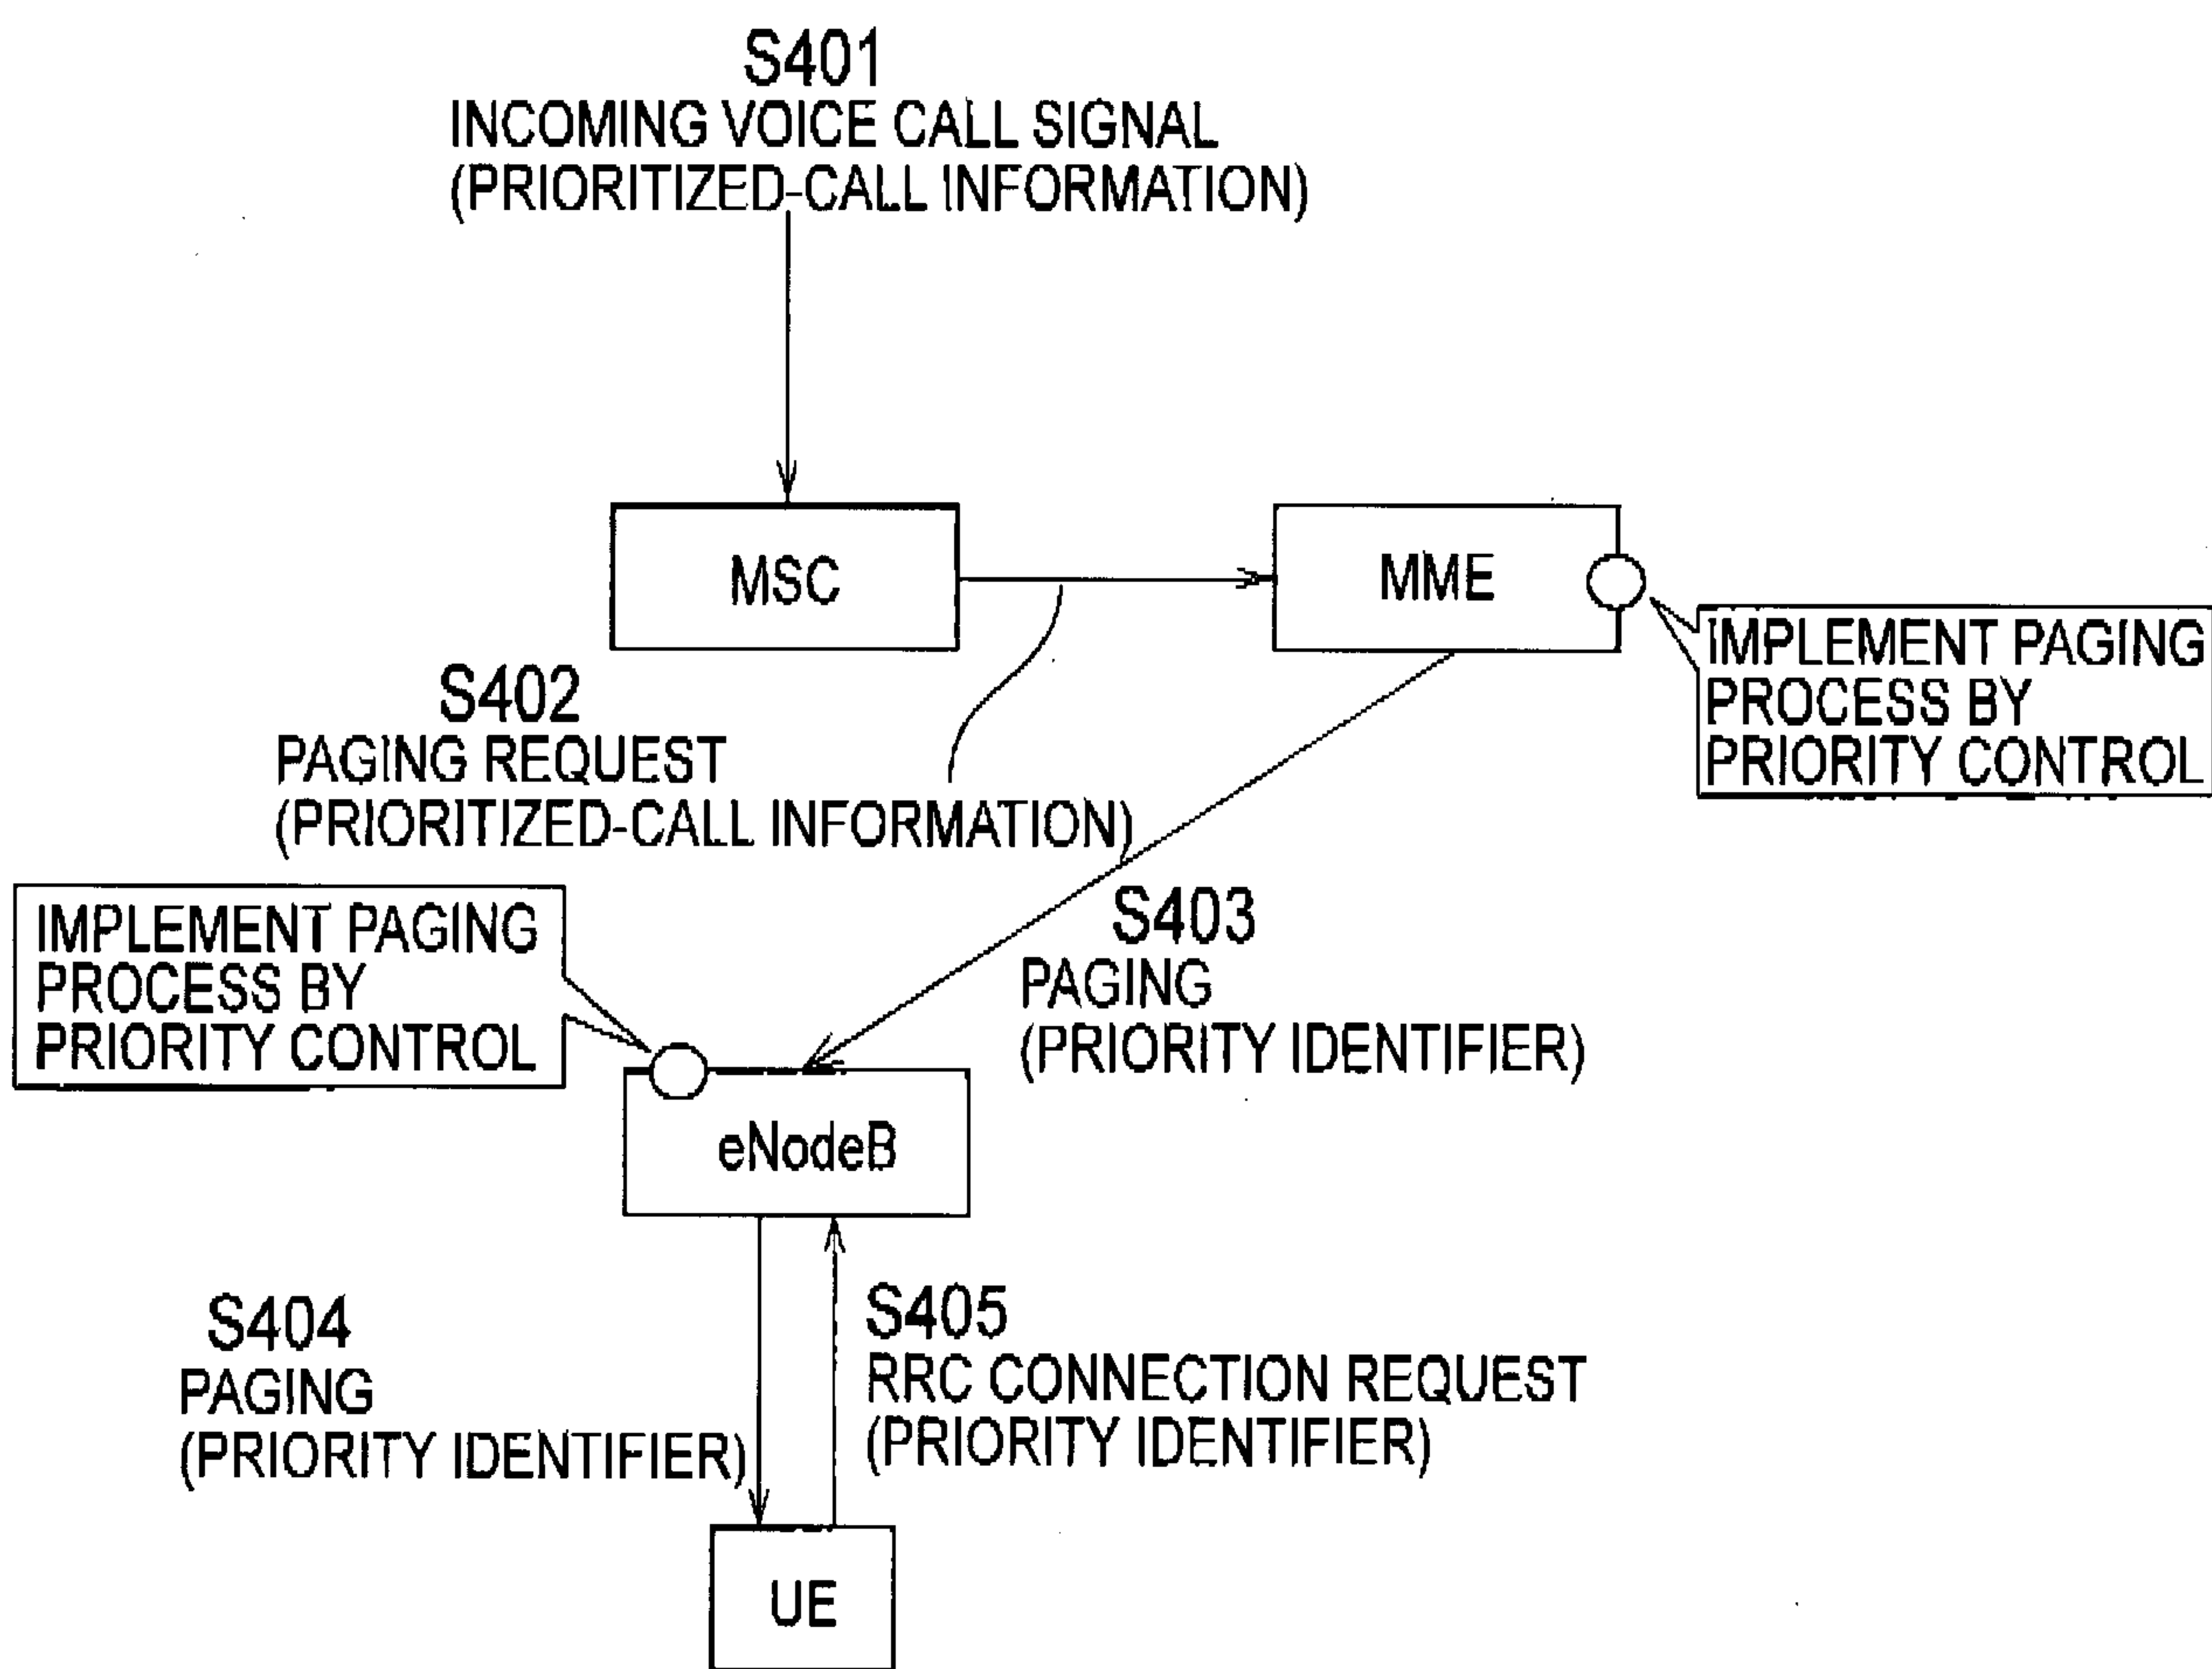 S401
INCOMING VOICE CALL SIGNAL
(PRIORITIZED-CALL INFORMATION)
MSC
MME
IMPLEMENT PAGING
PROCESS BY
PRIORITY CONTROL
S402
PAGING REQUEST
(PRIORITIZED-CALL INFORMATION)
IMPLEMENT PAGING
PROCESS BY
PRIORITY CONTROL
S403
PAGING
(PRIORITY IDENTIFIER)
eNodeB
S404
PAGING
(PRIORITY IDENTIFIER)
S405
RRC CONNECTION REQUEST
(PRIORITY IDENTIFIER)
UE